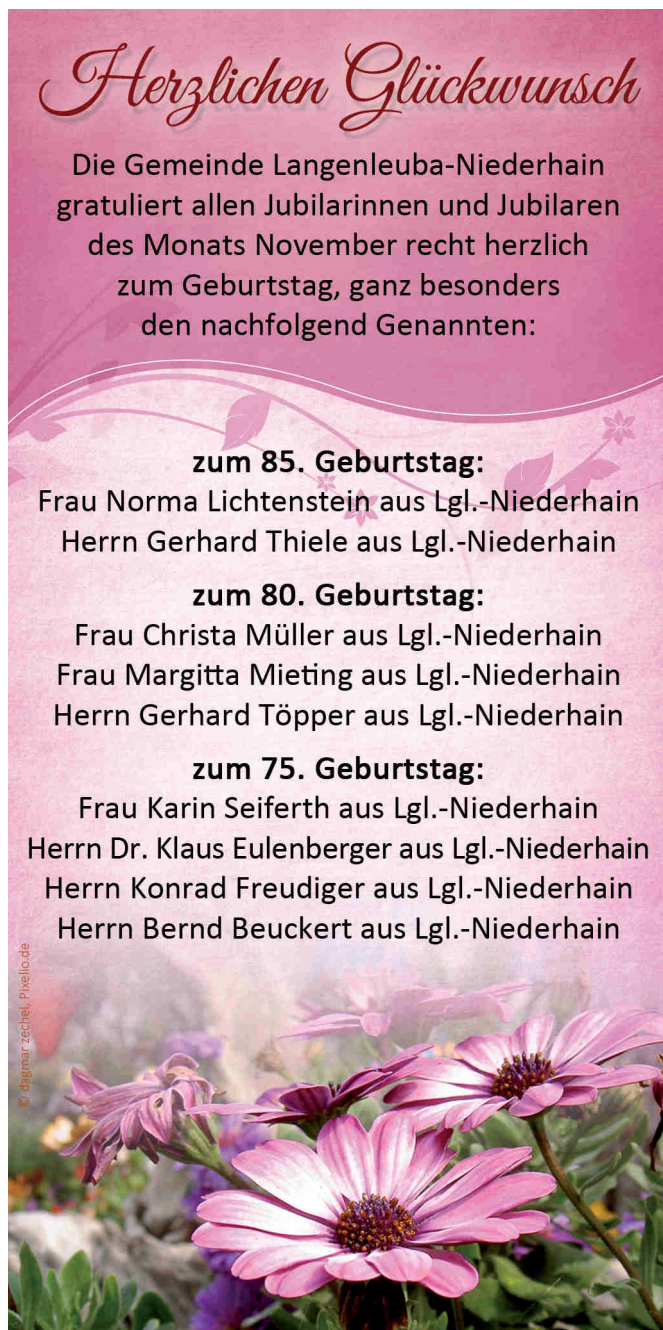 Herzlichen Glückwunsch
Die Gemeinde Langenleuba-Niederhain
gratuliert allen Jubilarinnen und Jubilaren
des Monats November recht herzlich
zum Geburtstag, ganz besonders
den nachfolgend Genannten:
zum 85. Geburtstag:
Frau Norma Lichtenstein aus Lgl.-Niederhain
Herrn Gerhard Thiele aus Lgl.-Niederhain
zum 80. Geburtstag:
Frau Christa Müller aus Lgl.-Niederhain
Frau Margitta Mieting aus Lgl.-Niederhain
Herrn Gerhard Töpper aus Lgl.-Niederhain
zum 75. Geburtstag:
Frau Karin Seiferth aus Lgl.-Niederhain
Herrn Dr. Klaus Eulenberger aus Lgl.-Niederhain
Herrn Konrad Freudiger aus Lgl.-Niederhain
Herrn Bernd Beuckert aus Lgl.-Niederhain
© dagmar zechel, Pixelio.de